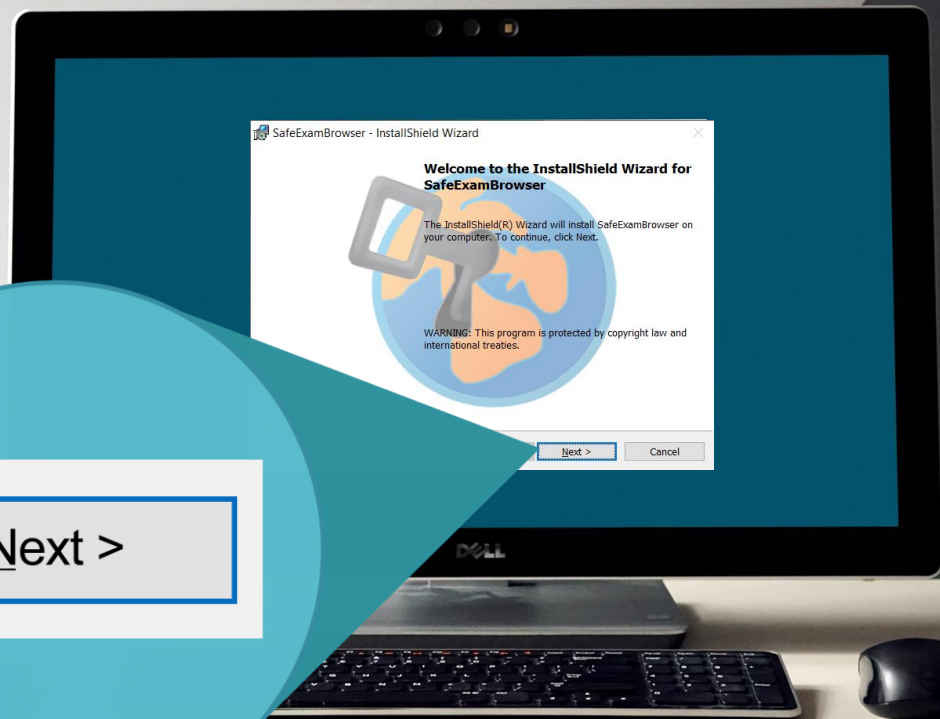 SafeExamBrowser - InstallShield Wizard
Welcome to the InstallShield Wizard for
SafeExamBrowser
The InstallShield(R) Wizard will install SafeExamBrowser on
your computer. To continue, click Next.
WARNING: This program is protected by copyright law and
international treaties.
Next >
Cancel
Next >
DELL